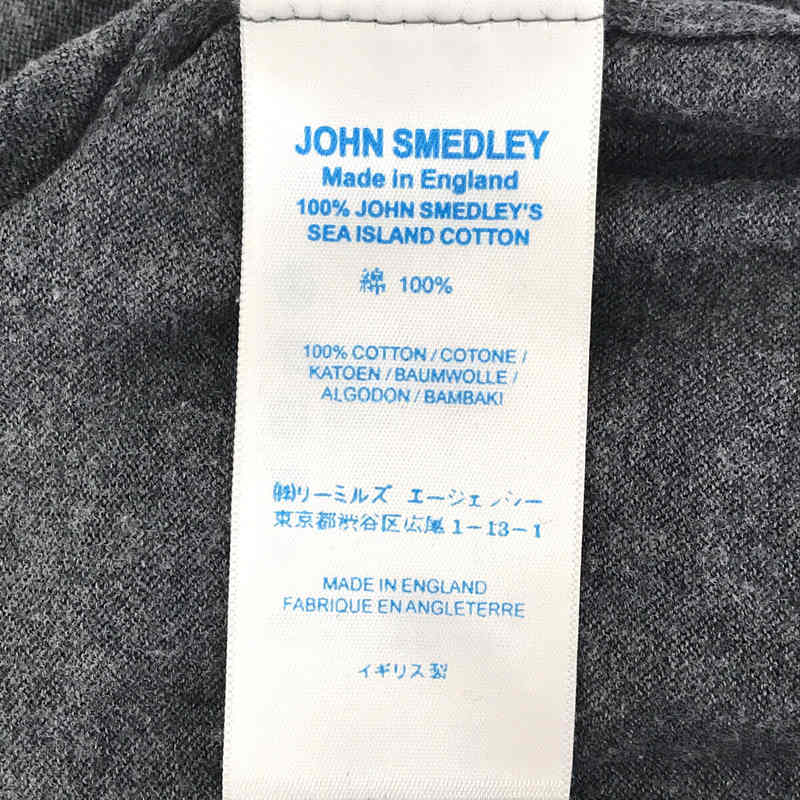 JOHN SMEDLEY
Made in England
100% JOHN SMEDLEY'S
SEA ISLAND COTTON
綿 100%
100% COTTON / COTONE /
KATOEN / BAUMWOLLE /
ALGODON / BAMBAKI
㈱リーミルズ エージェンシー
東京都渋谷区広尾1-13-1
MADE IN ENGLAND
FABRIQUE EN ANGLETERRE
イギリス製